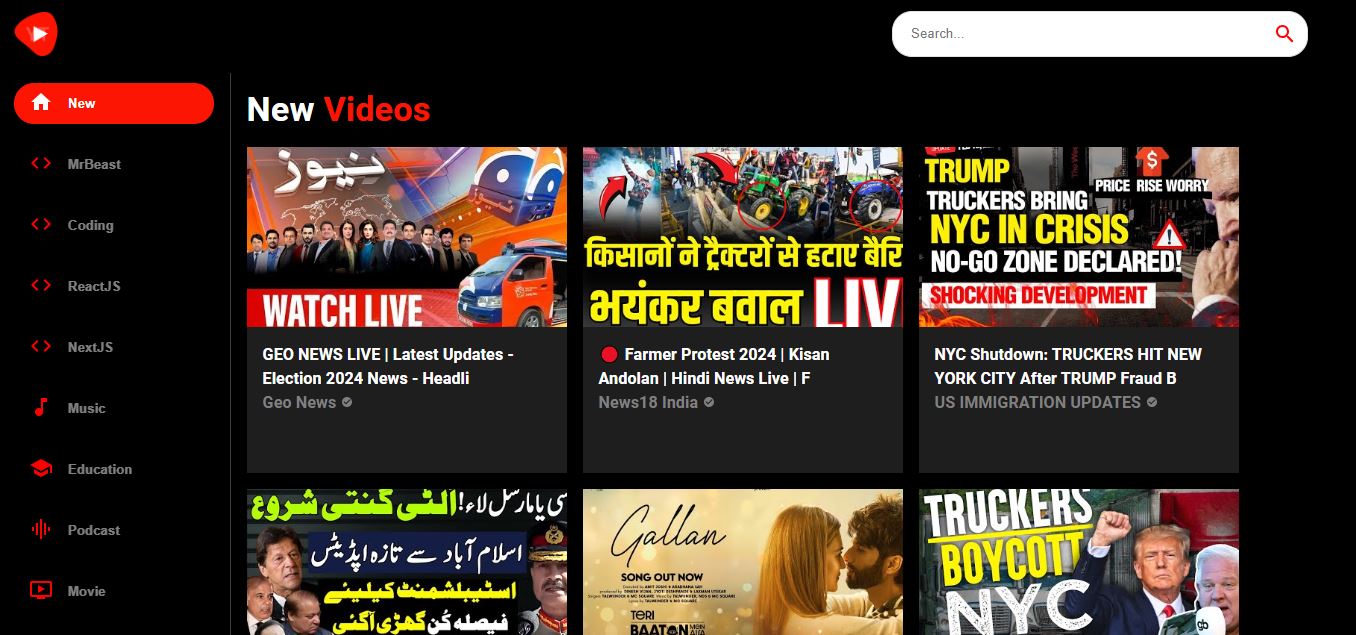 Search...
New
MrBeast
Coding
ReactJS
NextJS
Music
Education
Podcast
Movie
New Videos
نیوز
WATCH LIVE
GEO NEWS LIVE | Latest Updates -
Election 2024 News - Headli
Geo News
किसानों ने ट्रैक्टरों से हटाए बैरि
भयंकर बवाल LIV
🔴 Farmer Protest 2024 | Kisan
Andolan | Hindi News Live | F
News18 India
TRUMP
TRUCKERS BRING
PRICE RISE WORRY
NYC IN CRISIS
NO-GO ZONE DECLARED!
SHOCKING DEVELOPMENT
NYC Shutdown: TRUCKERS HIT NEW
YORK CITY After TRUMP Fraud B
US IMMIGRATION UPDATES
سی یا مارسل لاء! الٹی گنتی شروع
اسلام آباد سے تازہ اپڈیٹس
اسٹیبلشمنٹ کیلیئے
فیصلہ کُن گھڑی آگئی
Gallan
SONG OUT NOW
TERI
BAATON MEIN
TRUCKERS
BOYCOTT
NYC
gb